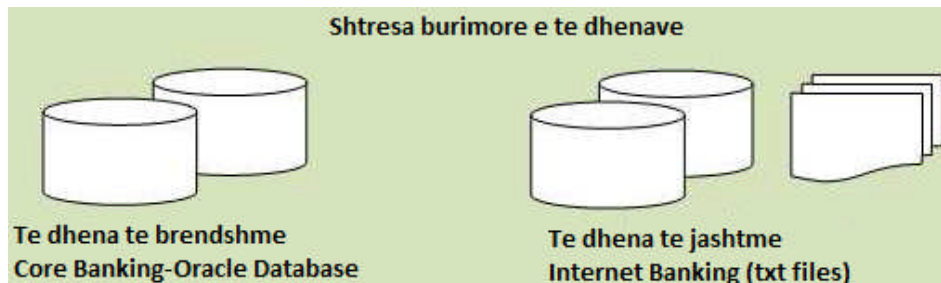 Shtresa burimore e te dhenave
Te dhena te brendshme
Core Banking-Oracle Database
Te dhena te jashtme
Internet Banking (txt files)